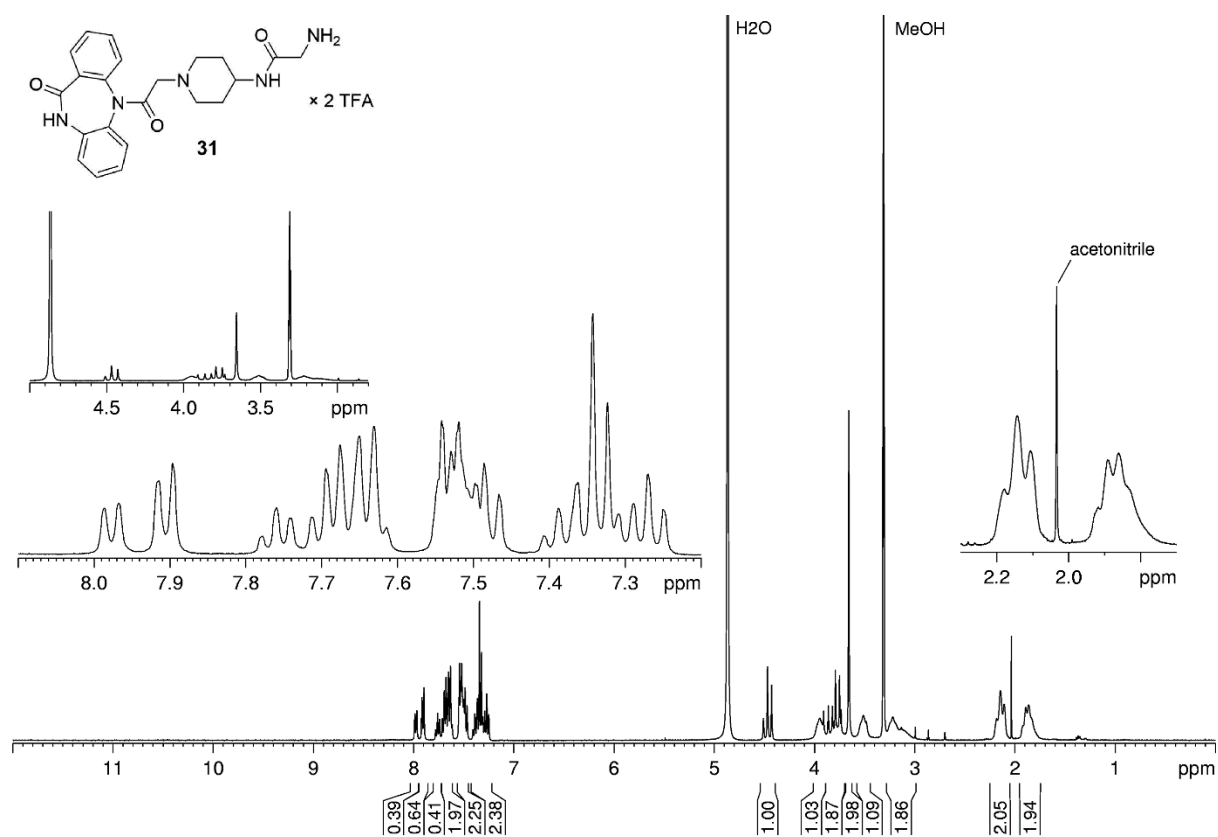 O
NH2
O
N
N
NH
N
H
× 2 TFA
O
O
NH
31
H2O
MeOH
acetonitrile
4.5 4.0 3.5 ppm
8.0 7.9 7.8 7.7 7.6 7.5 7.4 7.3 ppm
2.2 2.0 ppm
11 10 9 8 7 6 5 4 3 2 1 ppm
0.39 0.64 0.41 1.97 2.25 2.38 1.00 1.03 1.87 1.98 1.09 1.86 2.05 1.94